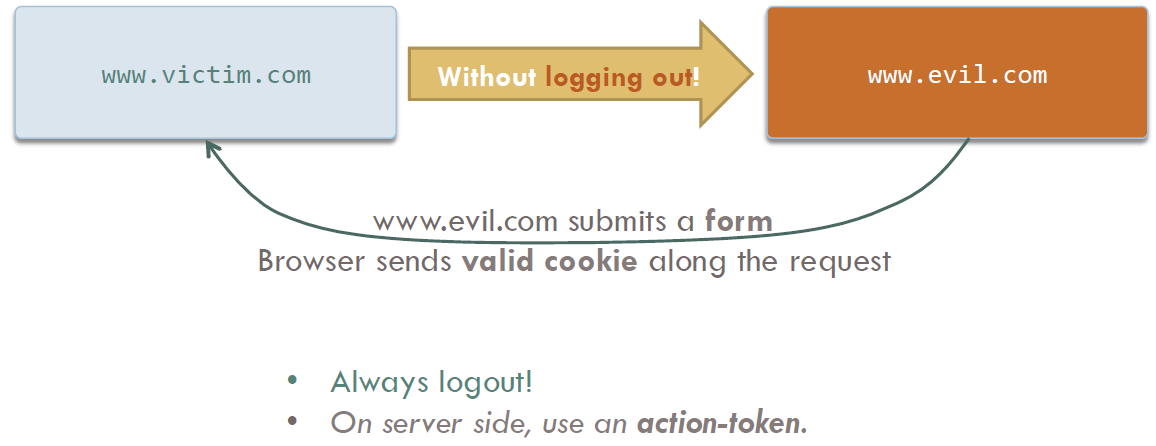 www.victim.com
Without logging out!
www.evil.com
www.evil.com submits a form
Browser sends valid cookie along the request
• Always logout!
• On server side, use an action-token.